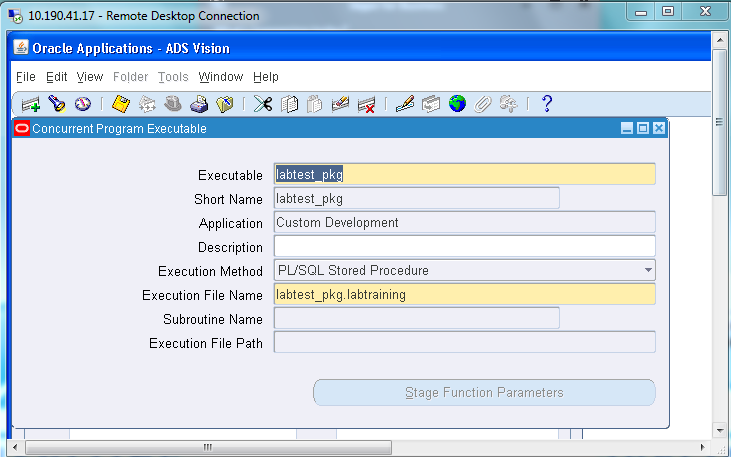 10.190.41.17 - Remote Desktop Connection
Oracle Applications - ADS Vision
File Edit View Folder Tools Window Help
?
Concurrent Program Executable
Executable labtest_pkg
Short Name labtest_pkg
Application Custom Development
Description
Execution Method PL/SQL Stored Procedure
Execution File Name labtest_pkg.labtraining
Subroutine Name
Execution File Path
Stage Function Parameters